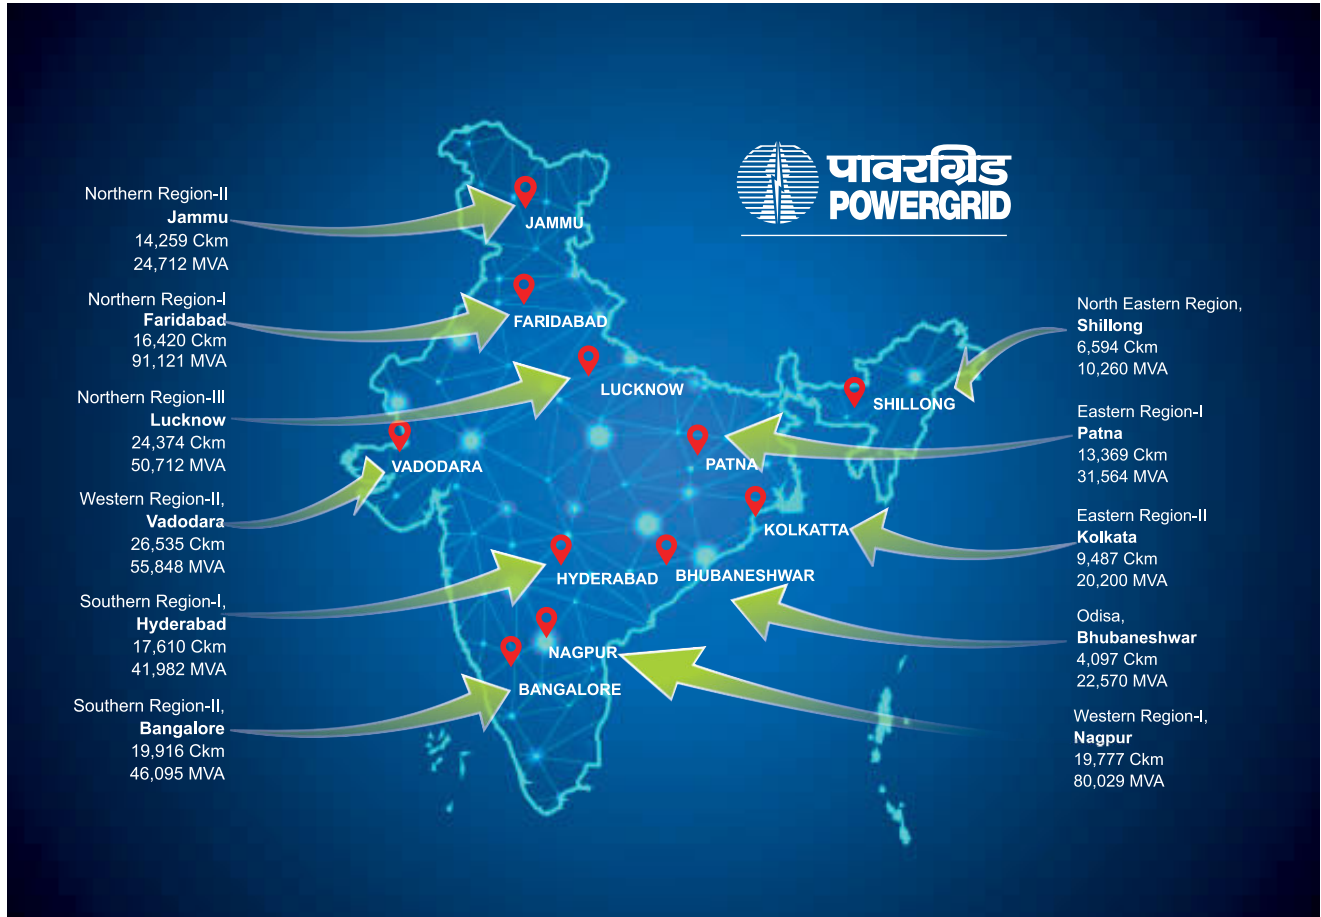 पावरग्रिड
POWERGRID
Northern Region-II
Jammu
14,259 Ckm
24,712 MVA
Northern Region-I
Faridabad
16,420 Ckm
91,121 MVA
Northern Region-III
Lucknow
24,374 Ckm
50,712 MVA
Western Region-II,
Vadodara
26,535 Ckm
55,848 MVA
Southern Region-I,
Hyderabad
17,610 Ckm
41,982 MVA
Southern Region-II,
Bangalore
19,916 Ckm
46,095 MVA
JAMMU
FARIDABAD
LUCKNOW
SHILLONG
VADODARA
PATNA
KOLKATTA
HYDERABAD
BHUBANESHWAR
NAGPUR
BANGALORE
North Eastern Region,
Shillong
6,594 Ckm
10,260 MVA
Eastern Region-I
Patna
13,369 Ckm
31,564 MVA
Eastern Region-II
Kolkata
9,487 Ckm
20,200 MVA
Odisa,
Bhubaneshwar
4,097 Ckm
22,570 MVA
Western Region-I,
Nagpur
19,777 Ckm
80,029 MVA